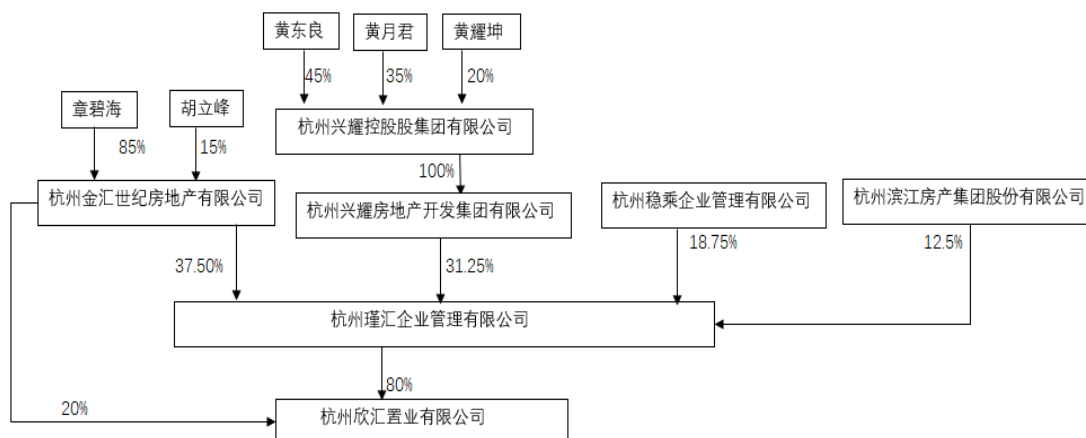 黄东良
黄月君
黄耀坤
45%
35%
20%
章碧海
胡立峰
杭州兴耀控股股集团有限公司
85%
15%
100%
杭州金汇世纪房地产有限公司
杭州兴耀房地产开发集团有限公司
杭州稳乘企业管理有限公司
杭州滨江房产集团股份有限公司
37.50%
31.25%
18.75%
12.5%
杭州瑾汇企业管理有限公司
80%
20%
杭州欣汇置业有限公司